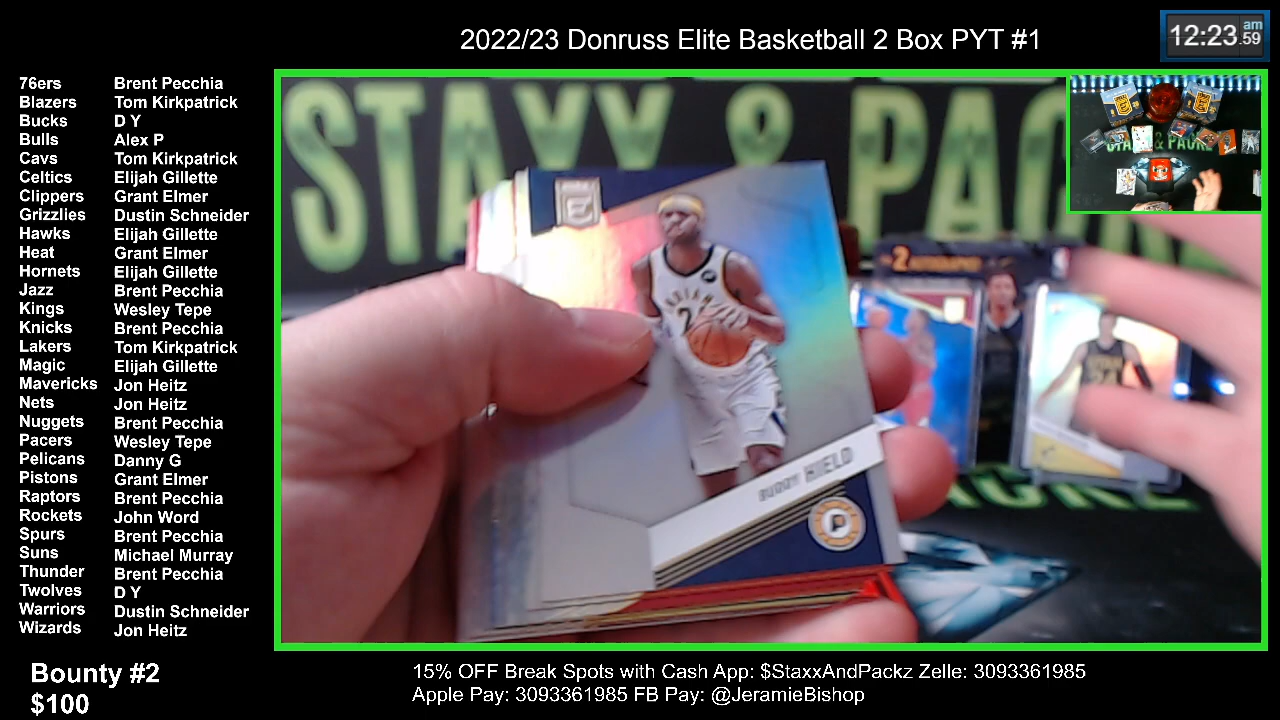 2022/23 Donruss Elite Basketball 2 Box PYT #1
12:23.59 am
76ers Brent Pecchia
Blazers Tom Kirkpatrick
Bucks D Y
Bulls Alex P
Cavs Tom Kirkpatrick
Celtics Elijah Gillette
Clippers Grant Elmer
Grizzlies Dustin Schneider
Hawks Elijah Gillette
Heat Grant Elmer
Hornets Elijah Gillette
Jazz Brent Pecchia
Kings Wesley Tepe
Knicks Brent Pecchia
Lakers Tom Kirkpatrick
Magic Elijah Gillette
Mavericks Jon Heitz
Nets Jon Heitz
Nuggets Brent Pecchia
Pacers Wesley Tepe
Pelicans Danny G
Pistons Grant Elmer
Raptors Brent Pecchia
Rockets John Word
Spurs Brent Pecchia
Suns Michael Murray
Thunder Brent Pecchia
Twolves D Y
Warriors Dustin Schneider
Wizards Jon Heitz
Bounty #2
$100
STAXX & PACK
& PACKZ
INDIANA
2
BUDDY HIELD
15% OFF Break Spots with Cash App: $StaxxAndPackz Zelle: 3093361985
Apple Pay: 3093361985 FB Pay: @JeramieBishop